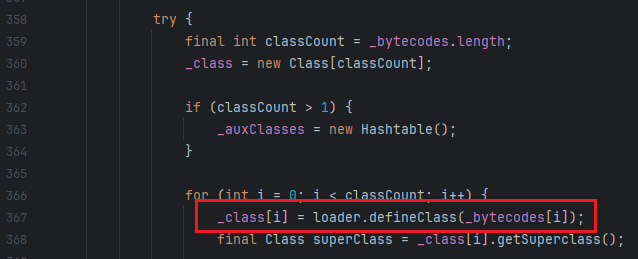 358
359 try {
360 final int classCount = _bytecodes.length;
361 _class = new Class[classCount];
362 if (classCount > 1) {
363 _auxClasses = new Hashtable();
364 }
365
366 for (int i = 0; i < classCount; i++) {
367 _class[i] = loader.defineClass(_bytecodes[i]);
368 final Class superClass = _class[i].getSuperclass();